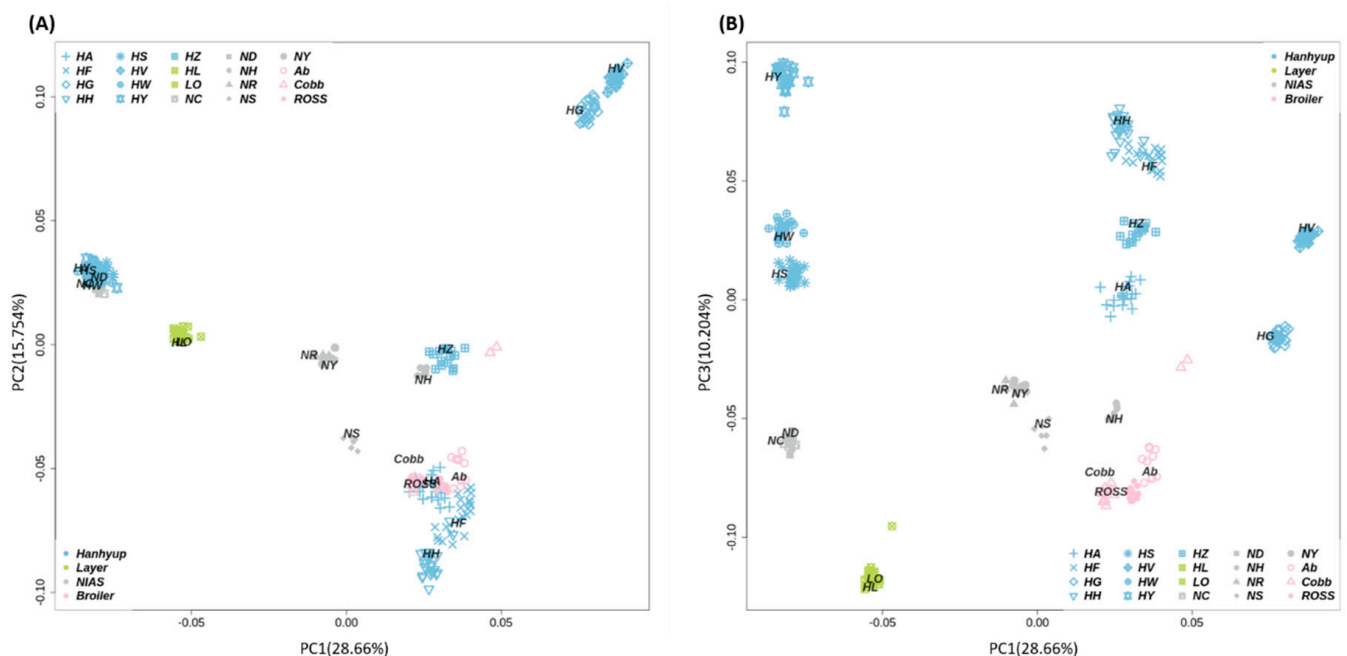 (A)
HA HS HZ ND NY
HF HV HL NH Ab
HG HW LO NR Cobb
HH HY NC NS ROSS
HV
HG
HS
ND
HW
LO
NR
NY
HZ
NH
NS
Cobb
ROSS
HA
Ab
HF
HH
Hanhyup
Layer
NIAS
Broiler
0.10
0.05
0.00
-0.05
-0.10
PC2(15.754%)
-0.05 0.00 0.05
PC1(28.66%)
(B)
Hanhyup
Layer
NIAS
Broiler
HY
HH
HF
HZ
HV
HW
HS
HA
HG
NR
NY
NS
NH
ND
NC
Cobb
Ab
ROSS
LO
HL
HA HS HZ ND NY
HF HV HL NH Ab
HG HW LO NR Cobb
HH HY NC NS ROSS
0.10
0.05
0.00
-0.05
-0.10
PC3(10.204%)
-0.05 0.00 0.05
PC1(28.66%)